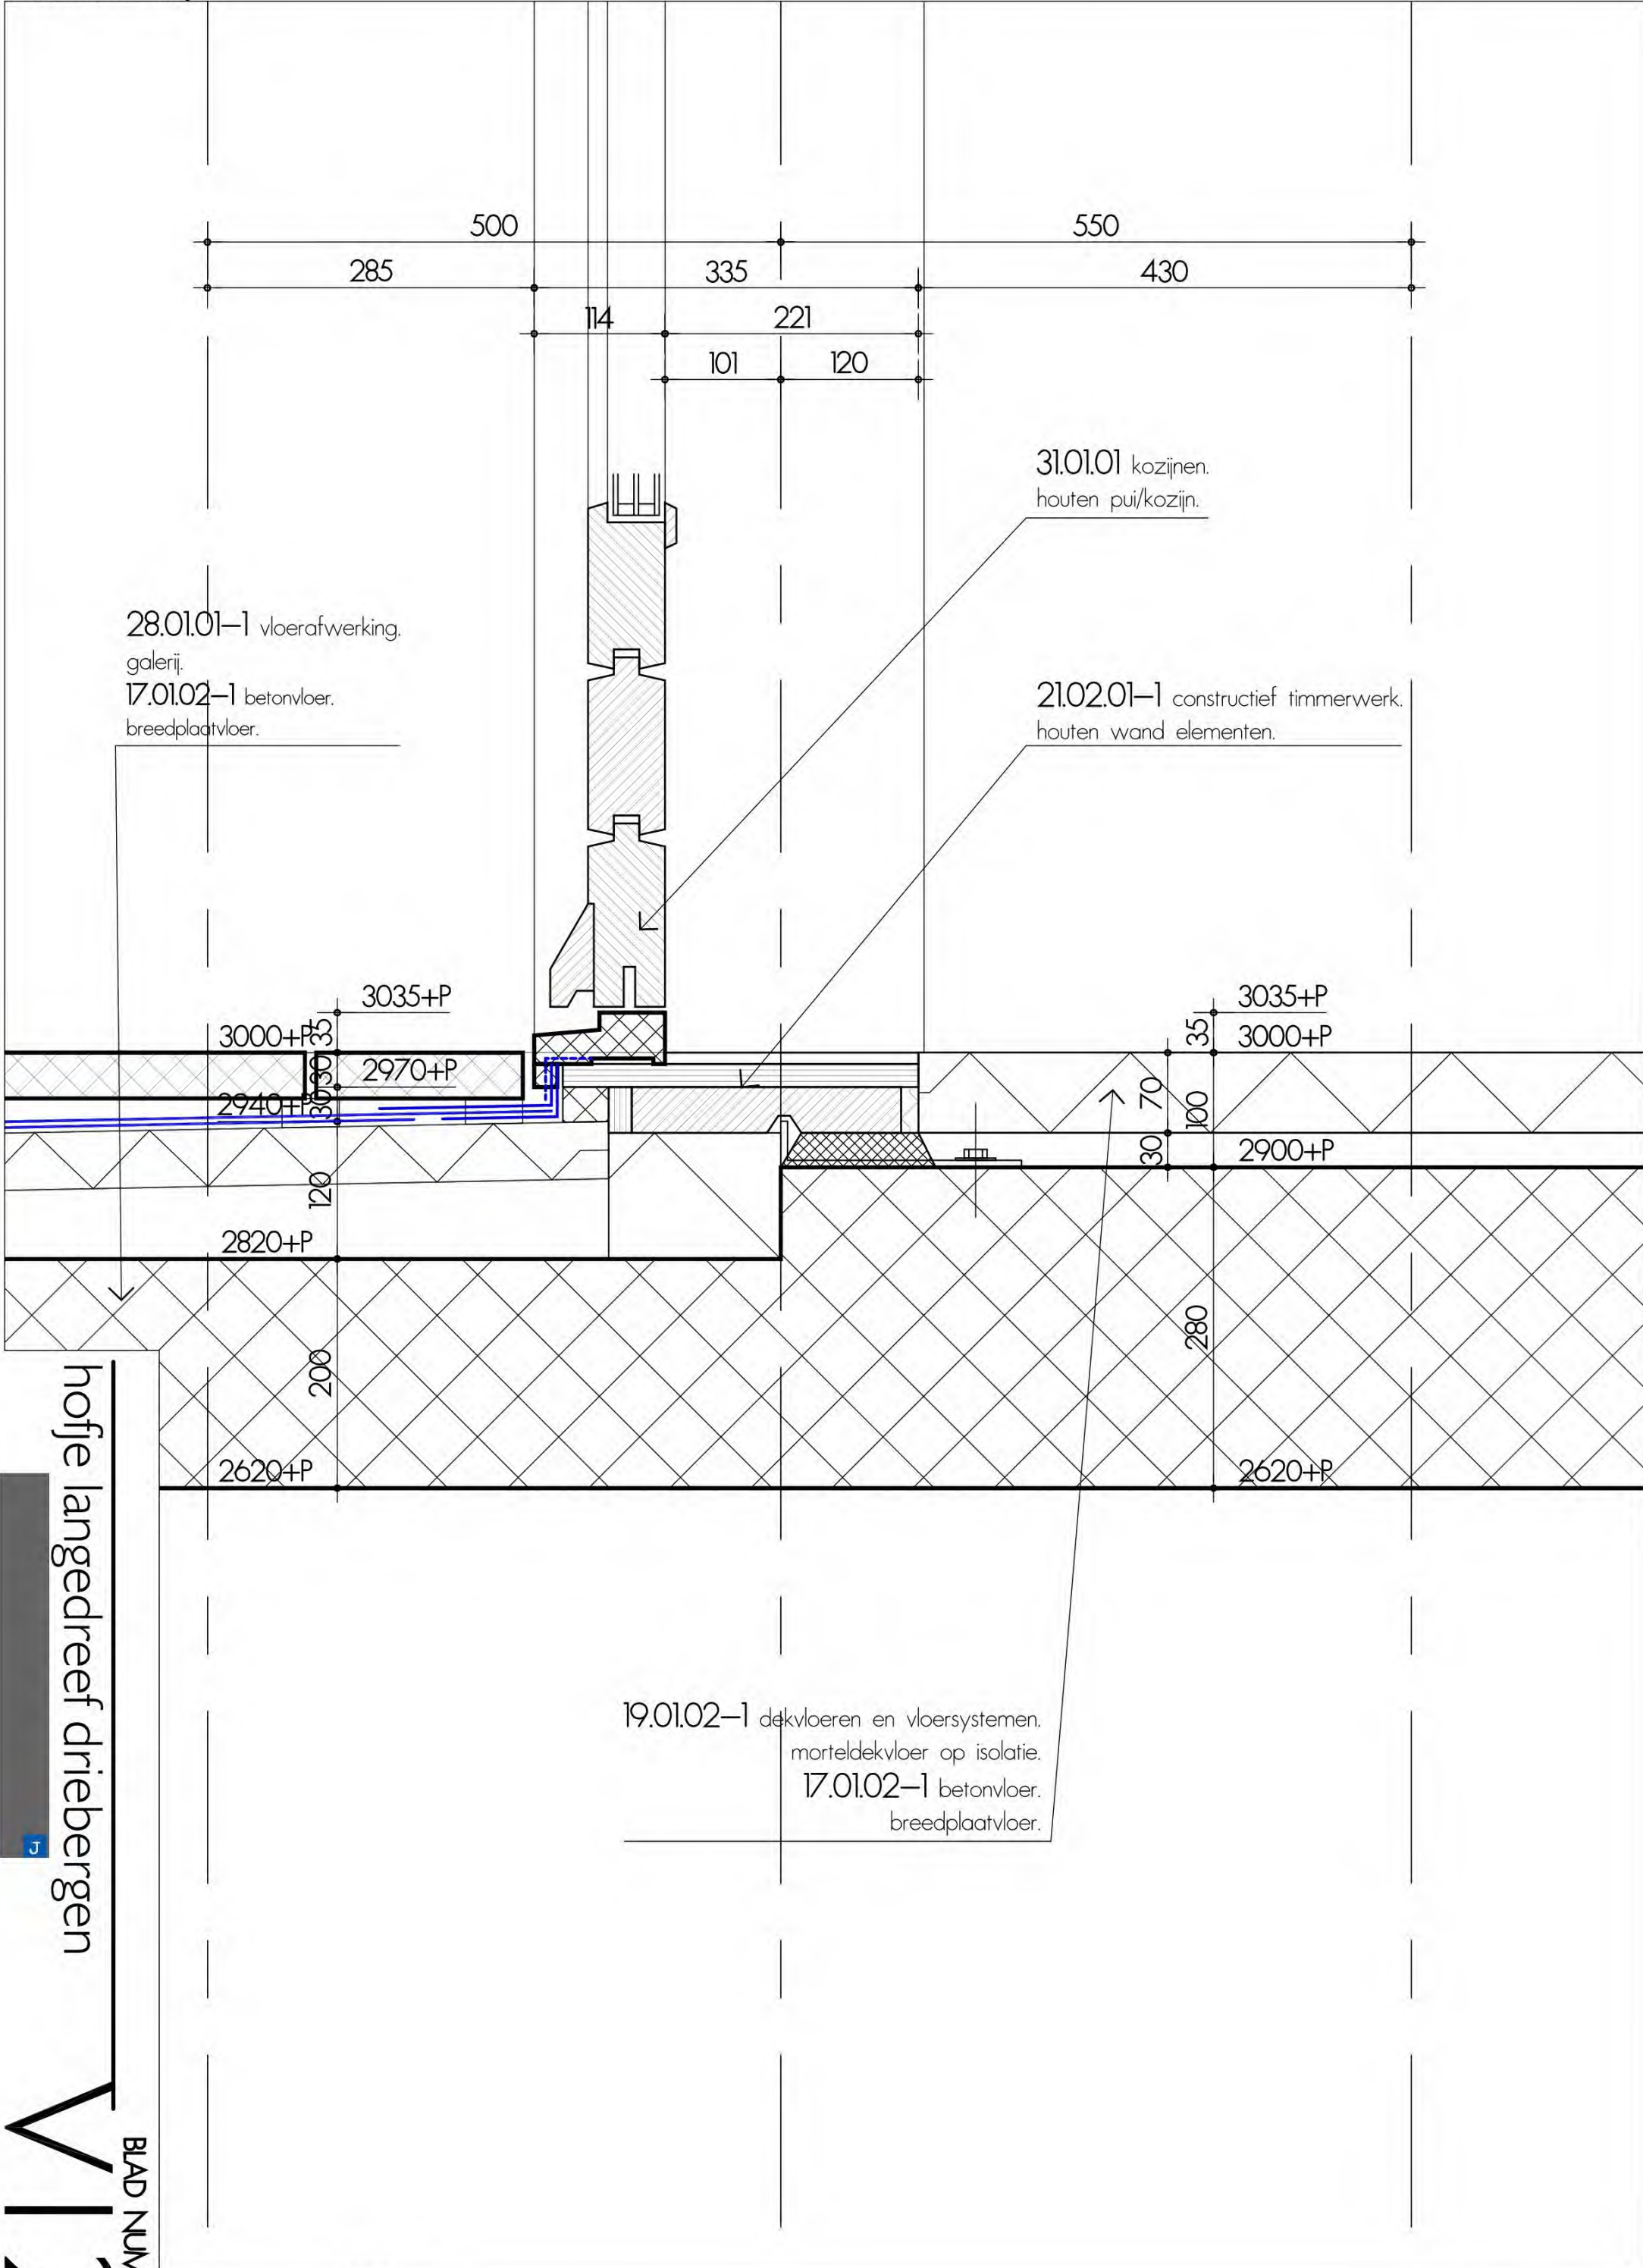 500
550
285
335
430
114
221
101
120
31.01.01 kozijnen.
houten pui/kozijn.
28.01.01-1 vloerafwerking.
galerij.
17.01.02-1 betonvloer.
breedplaatvloer.
21.02.01-1 constructief timmerwerk.
houten wand elementen.
3035+P
3000+P
35
2970+P
30
2940+P
30
120
2820+P
200
2620+P
3035+P
35
3000+P
70
100
30
2900+P
280
2620+P
19.01.02-1 dekvloeren en vloersystemen.
morteldekvloer op isolatie.
17.01.02-1 betonvloer.
breedplaatvloer.
hofje langedreef driebergen
J
BLAD NUM